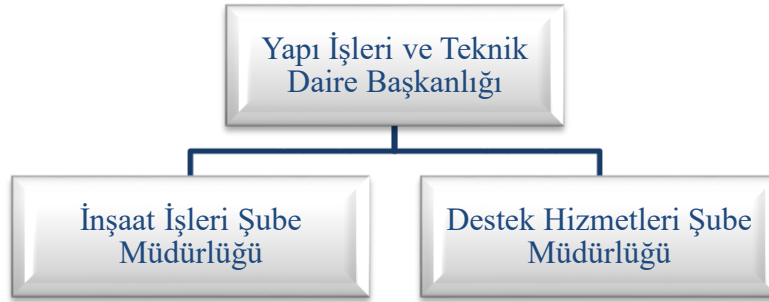 Yapı İşleri ve Teknik
Daire Başkanlığı
İnşaat İşleri Şube
Müdürlüğü
Destek Hizmetleri Şube
Müdürlüğü